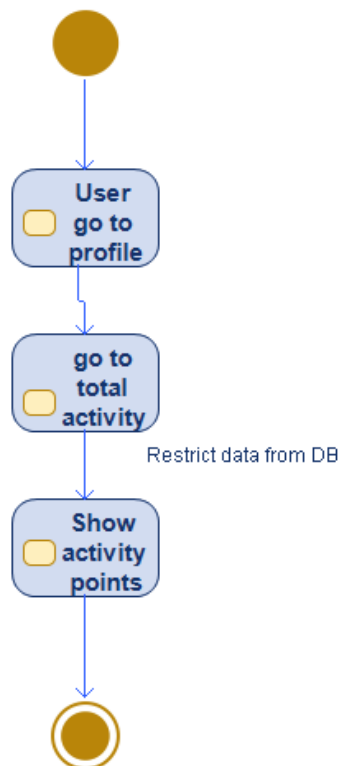 User
go to
profile
go to
total
activity
Restrict data from DB
Show
activity
points